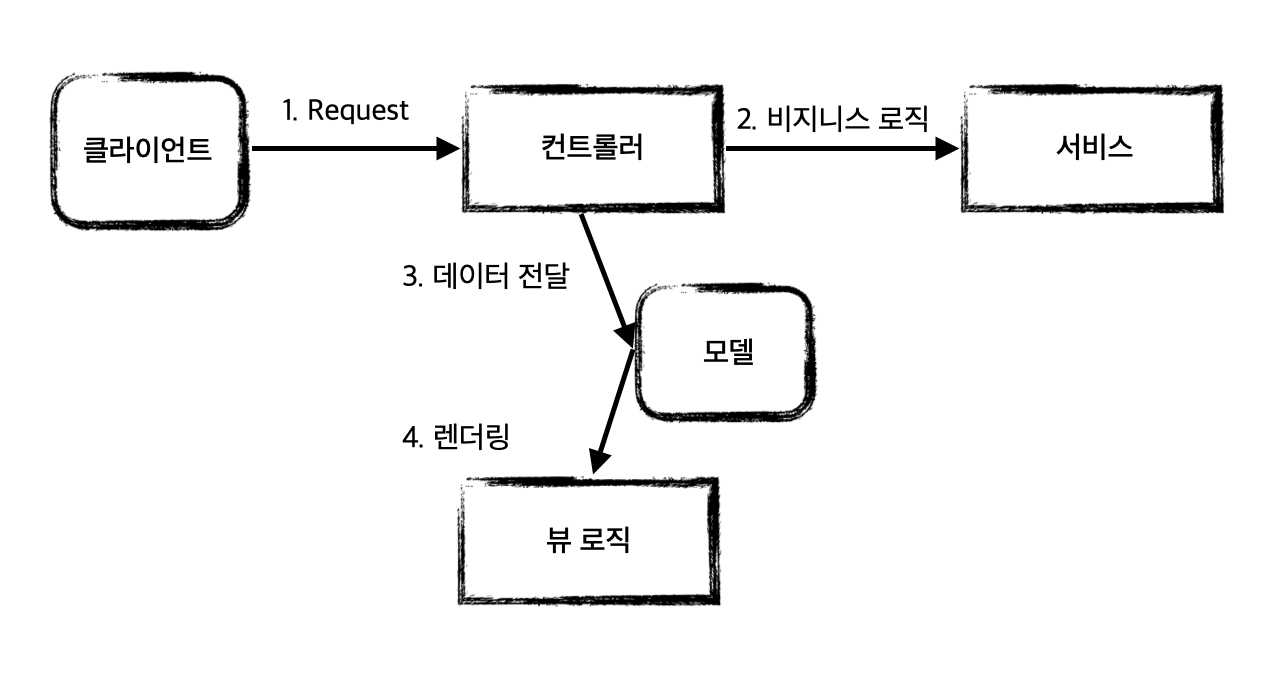 클라이언트
1. Request
컨트롤러
2. 비지니스 로직
서비스
3. 데이터 전달
모델
4. 렌더링
뷰 로직